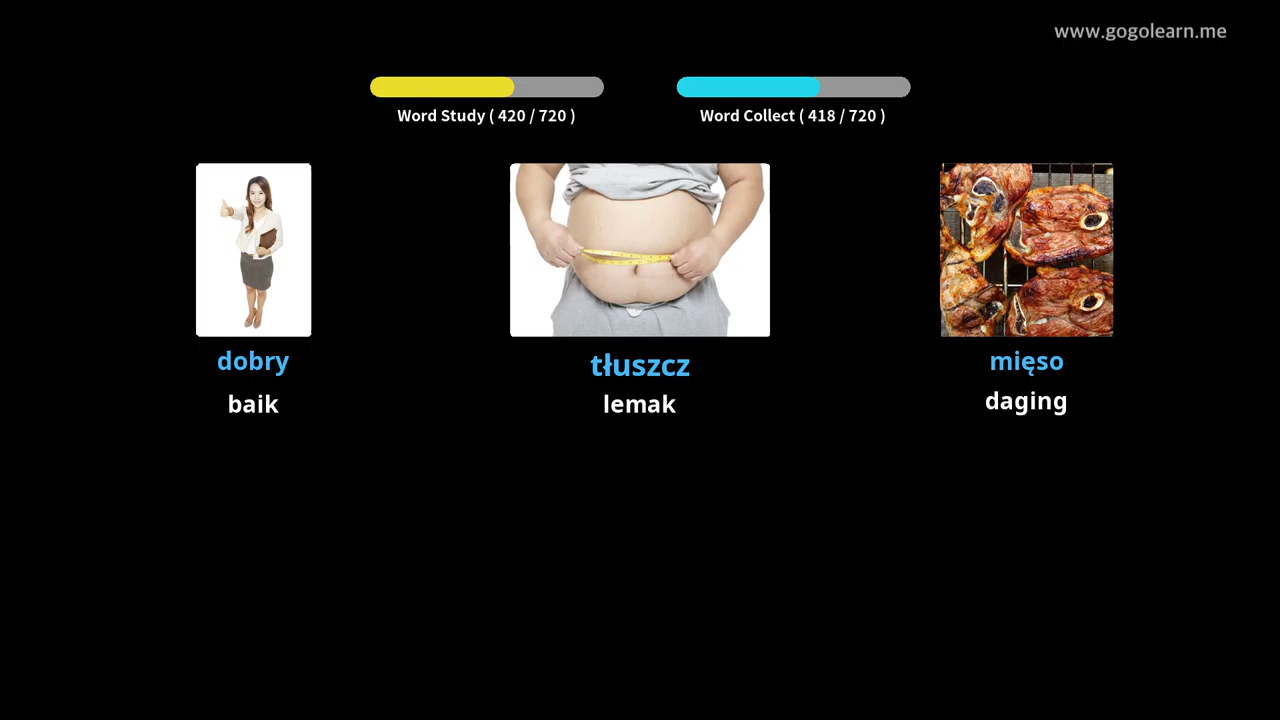 www.gogolearn.me
Word Study ( 420 / 720 )
Word Collect ( 418 / 720 )
dobry
baik
tłuszcz
lemak
mięso
daging